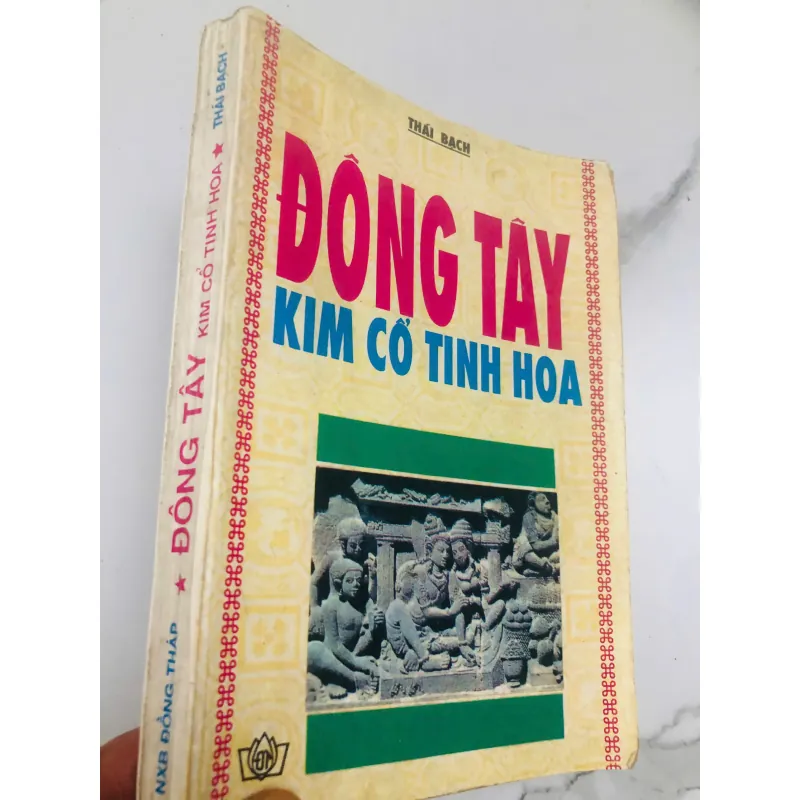 THÁI BẠCH
ĐÔNG TÂY
KIM CỔ TINH HOA
NXB ĐỒNG THÁP ★ ĐÔNG TÂY KIM CỔ TINH HOA ★ THÁI BẠCH